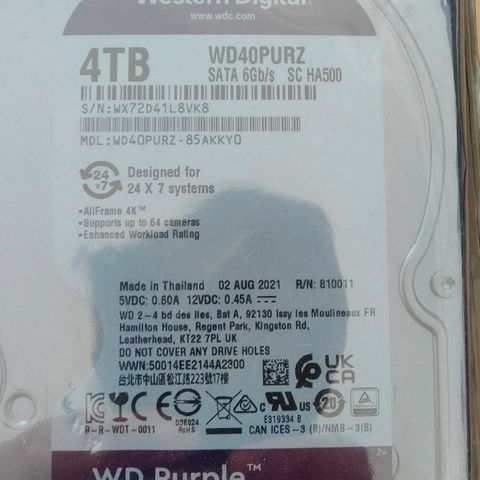 Western Digital
www.wdc.com
4TB
WD40PURZ
SATA 6Gb/s SC HA500
S/N:WX72D41L8VK8
MDL:WD40PURZ-85AKKY0
24
x7
Designed for
24 X 7 systems
•AllFrame 4K™
•Supports up to 64 cameras
•Enhanced Workload Rating
Made in Thailand 02 AUG 2021 R/N: 810011
5VDC: 0.60A 12VDC: 0.45A
WD 2-4 bd des Iles, Bat A, 92130 Issy les Moulineaux FR
Hamilton House, Regent Park, Kingston Rd,
Leatherhead, KT22 7PL UK
DO NOT COVER ANY DRIVE HOLES
WWN:50014EE2144A2300
台北市中山區松江路223號17樓
UK
CA
D3E024
RoHS
20
R-R-WDT-0011
E319334 B
CAN ICES-3 (B)/NMB-3(B)
WD Purple™